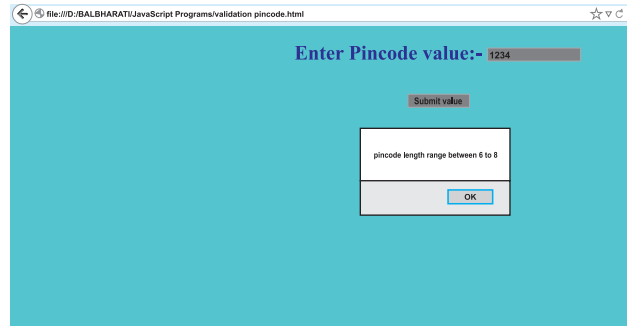 file:///D:/BALBHARATI/JavaScript Programs/validation pincode.html
Enter Pincode value:- 1234
Submit value
pincode length range between 6 to 8
OK